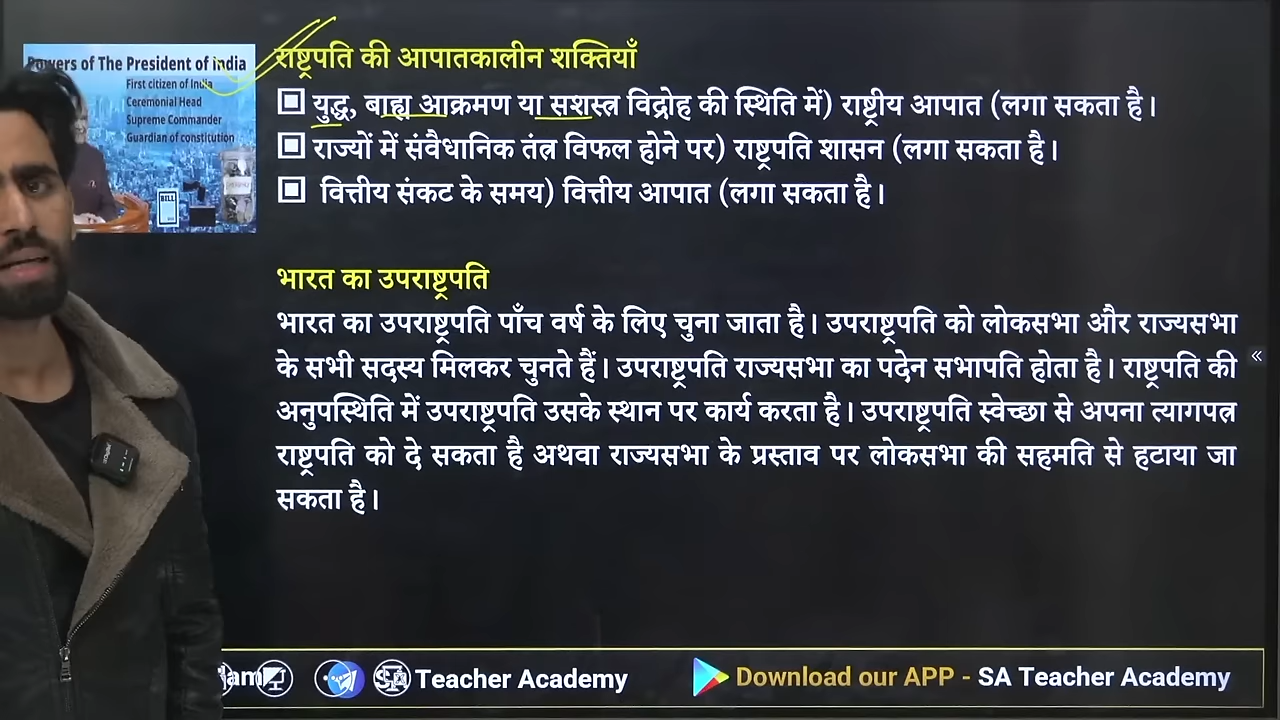 Powers of The President of India
First citizen of India
Ceremonial Head
Supreme Commander
Guardian of constitution
BILL
राष्ट्रपति की आपातकालीन शक्तियाँ
युद्ध, बाह्य आक्रमण या सशस्त्र विद्रोह की स्थिति में) राष्ट्रीय आपात (लगा सकता है।
राज्यों में संवैधानिक तंत्र विफल होने पर) राष्ट्रपति शासन (लगा सकता है।
वित्तीय संकट के समय) वित्तीय आपात (लगा सकता है।
भारत का उपराष्ट्रपति
भारत का उपराष्ट्रपति पाँच वर्ष के लिए चुना जाता है। उपराष्ट्रपति को लोकसभा और राज्यसभा
के सभी सदस्य मिलकर चुनते हैं। उपराष्ट्रपति राज्यसभा का पदेन सभापति होता है। राष्ट्रपति की
अनुपस्थिति में उपराष्ट्रपति उसके स्थान पर कार्य करता है। उपराष्ट्रपति स्वेच्छा से अपना त्यागपत्र
राष्ट्रपति को दे सकता है अथवा राज्यसभा के प्रस्ताव पर लोकसभा की सहमति से हटाया जा
सकता है।
Teacher Academy
Download our APP - SA Teacher Academy